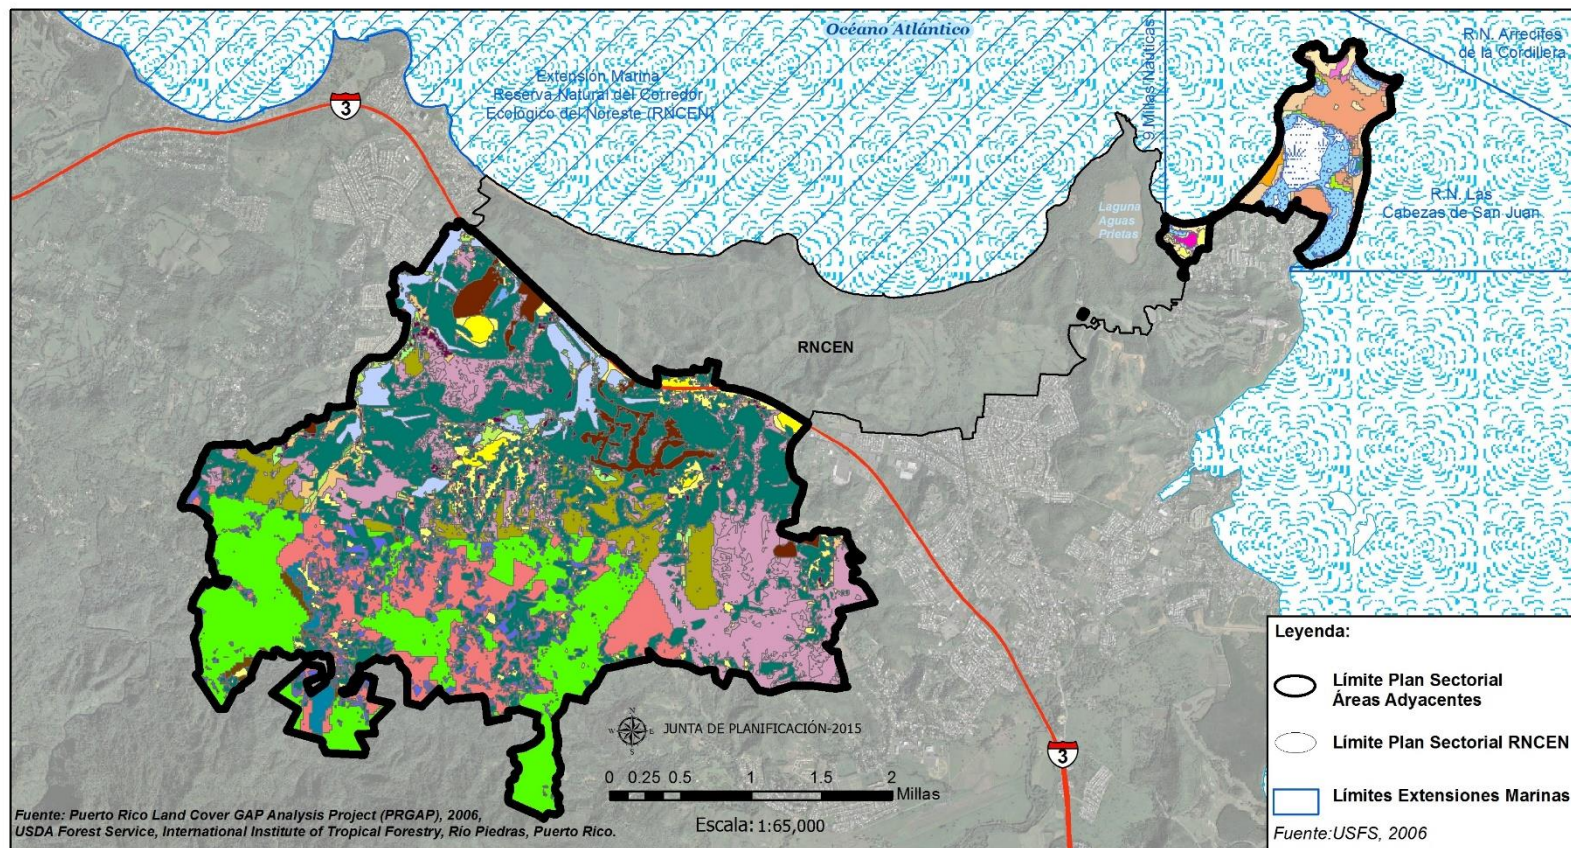 Océano Atlántico
R.N. Arrecifes
de la Cordillera
9 Millas Náuticas
Extensión Marina
Reserva Natural del Corredor
Ecológico del Noreste (RNCEN)
3
Laguna
Aguas
Prietas
R.N. Las
Cabezas de San Juan
RNCEN
Leyenda:
Límite Plan Sectorial
Áreas Adyacentes
Límite Plan Sectorial RNCEN
Límites Extensiones Marinas
Fuente:USFS, 2006
N
W E
S
JUNTA DE PLANIFICACIÓN-2015
3
0 0.25 0.5 1 1.5 2
Millas
Escala: 1:65,000
Fuente: Puerto Rico Land Cover GAP Analysis Project (PRGAP), 2006,
USDA Forest Service, International Institute of Tropical Forestry, Río Piedras, Puerto Rico.